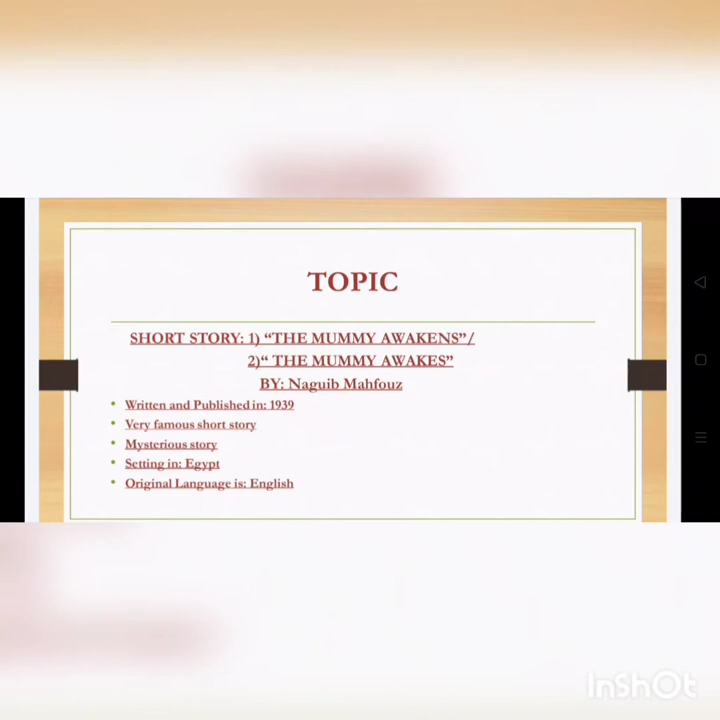 TOPIC
SHORT STORY: 1) “THE MUMMY AWAKENS”/
2)“ THE MUMMY AWAKES”
BY: Naguib Mahfouz
• Written and Published in: 1939
• Very famous short story
• Mysterious story
• Setting in: Egypt
• Original Language is: English
InShOt